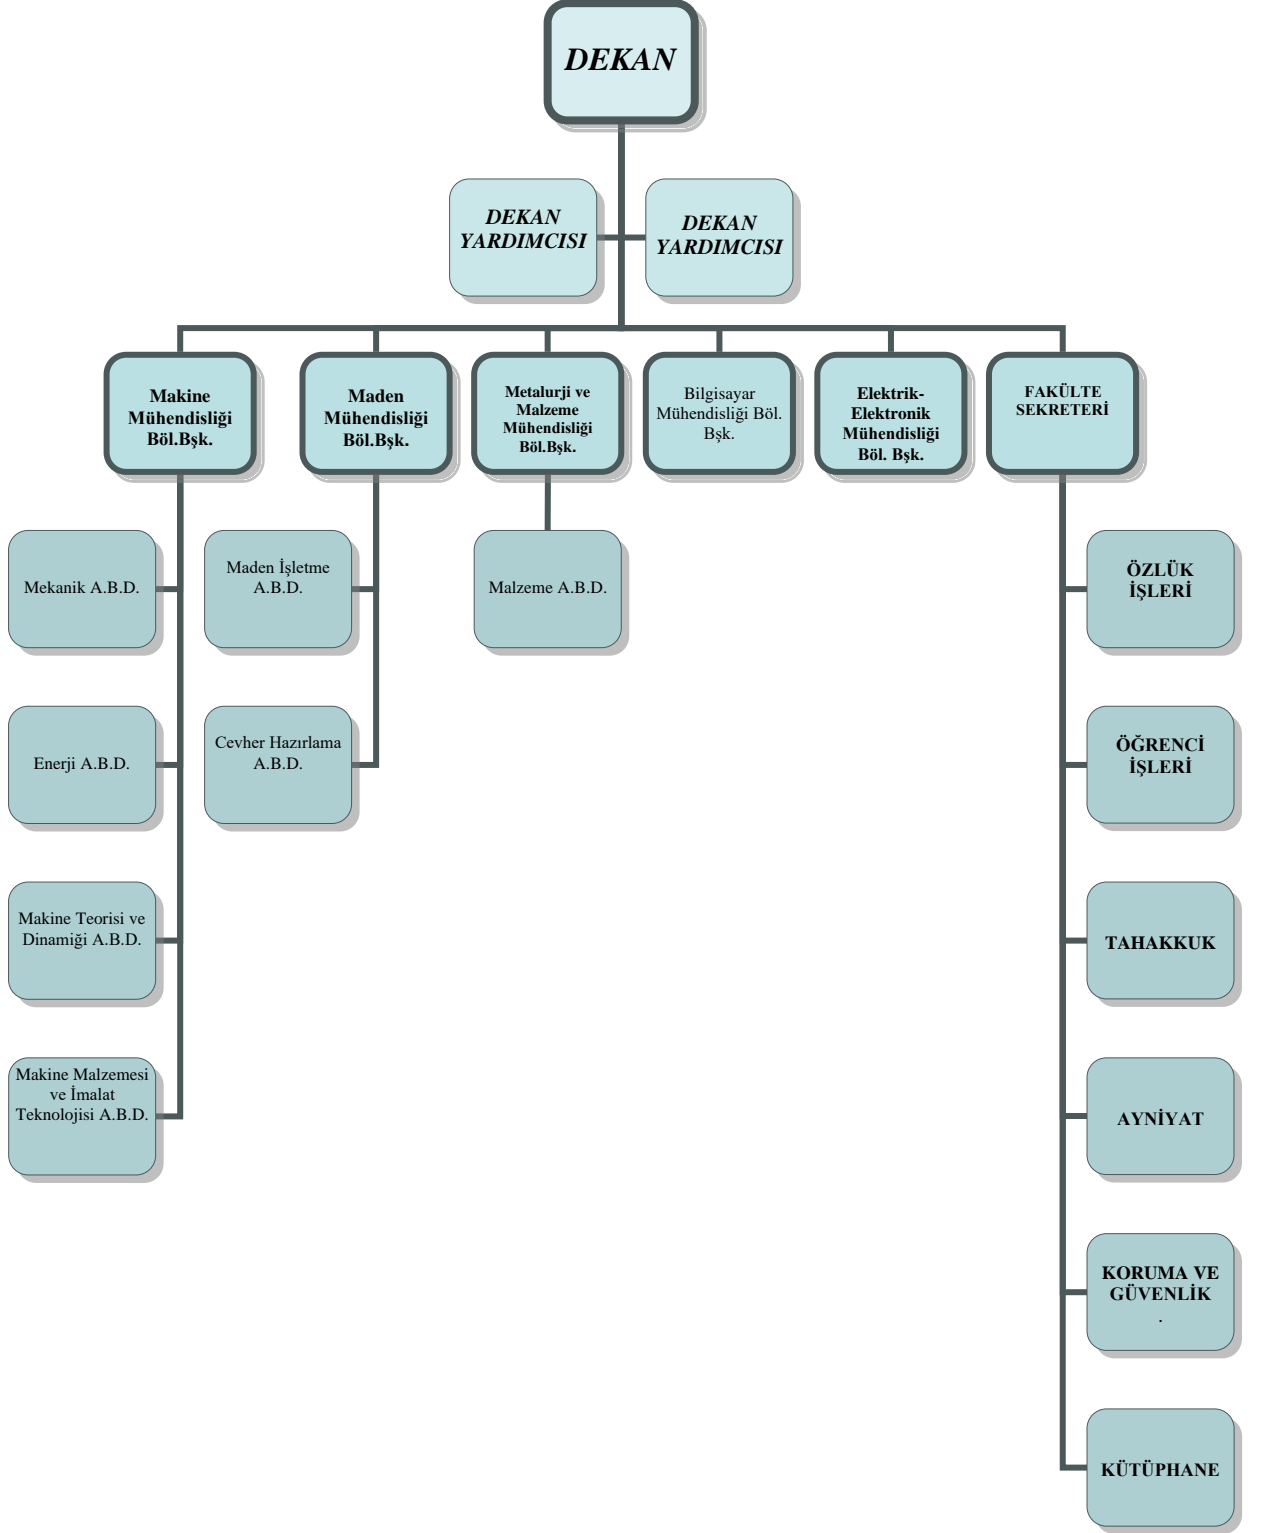 DEKAN
DEKAN
YARDIMCISI
DEKAN
YARDIMCISI
Makine
Mühendisliği
Böl.Bşk.
Maden
Mühendisliği
Böl.Bşk.
Metalurji ve
Malzeme
Mühendisliği
Böl.Bşk.
Bilgisayar
Mühendisliği Böl.
Bşk.
Elektrik-
Elektronik
Mühendisliği
Böl. Bşk.
FAKÜLTE
SEKRETERİ
Mekanik A.B.D.
Maden İşletme
A.B.D.
Malzeme A.B.D.
ÖZLÜK
İŞLERİ
Enerji A.B.D.
Cevher Hazırlama
A.B.D.
ÖĞRENCİ
İŞLERİ
Makine Teorisi ve
Dinamiği A.B.D.
TAHAKKUK
Makine Malzemesi
ve İmalat
Teknolojisi A.B.D.
AYNİYAT
KORUMA VE
GÜVENLİK
.
KÜTÜPHANE